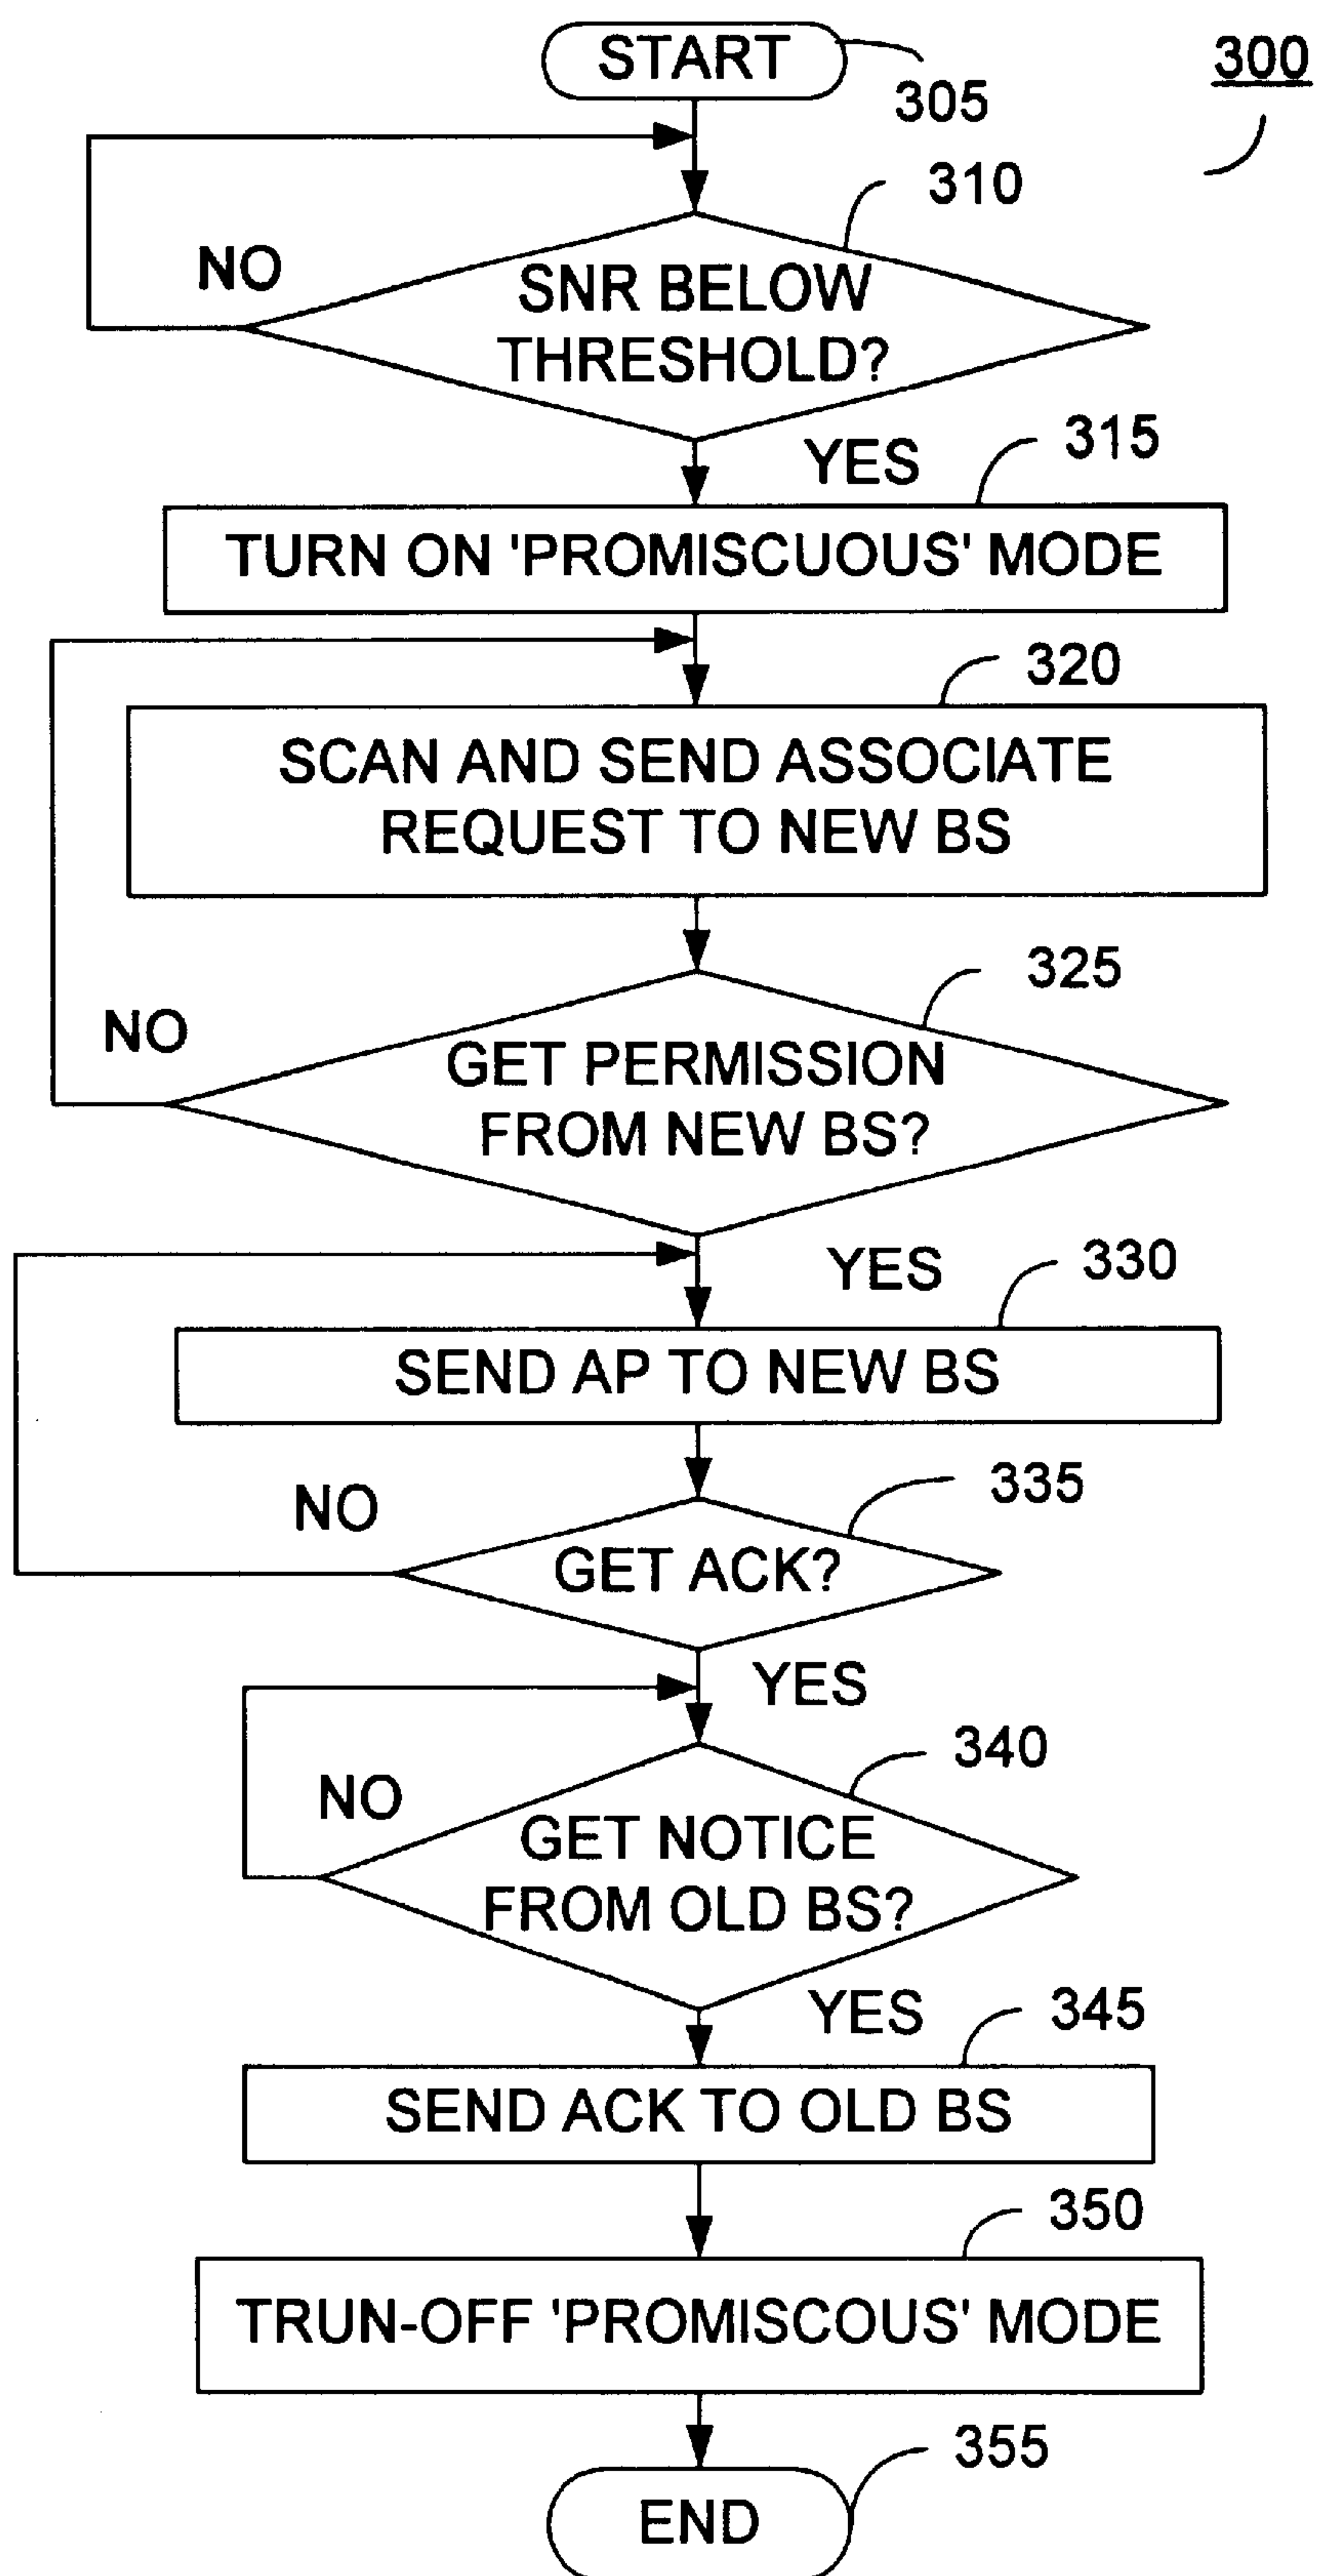 START
305
300
310
NO
SNR BELOW
THRESHOLD?
YES
315
TURN ON 'PROMISCUOUS' MODE
320
SCAN AND SEND ASSOCIATE
REQUEST TO NEW BS
325
NO
GET PERMISSION
FROM NEW BS?
YES
330
SEND AP TO NEW BS
335
NO
GET ACK?
YES
340
NO
GET NOTICE
FROM OLD BS?
YES
345
SEND ACK TO OLD BS
350
TRUN-OFF 'PROMISCOUS' MODE
355
END